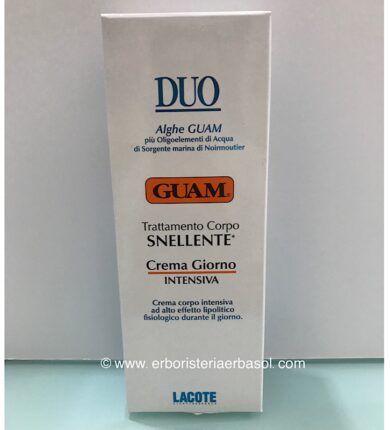 DUO
Alghe GUAM
più Oligoelementi di Acqua
di Sorgente marina di Noirmoutier
GUAM
Trattamento Corpo
SNELLENTE*
Crema Giorno
INTENSIVA
Crema corpo intensiva
ad alto effetto lipolitico
fisiologico durante il giorno.
© www. erboristeriaerbasol . com
LACOTE